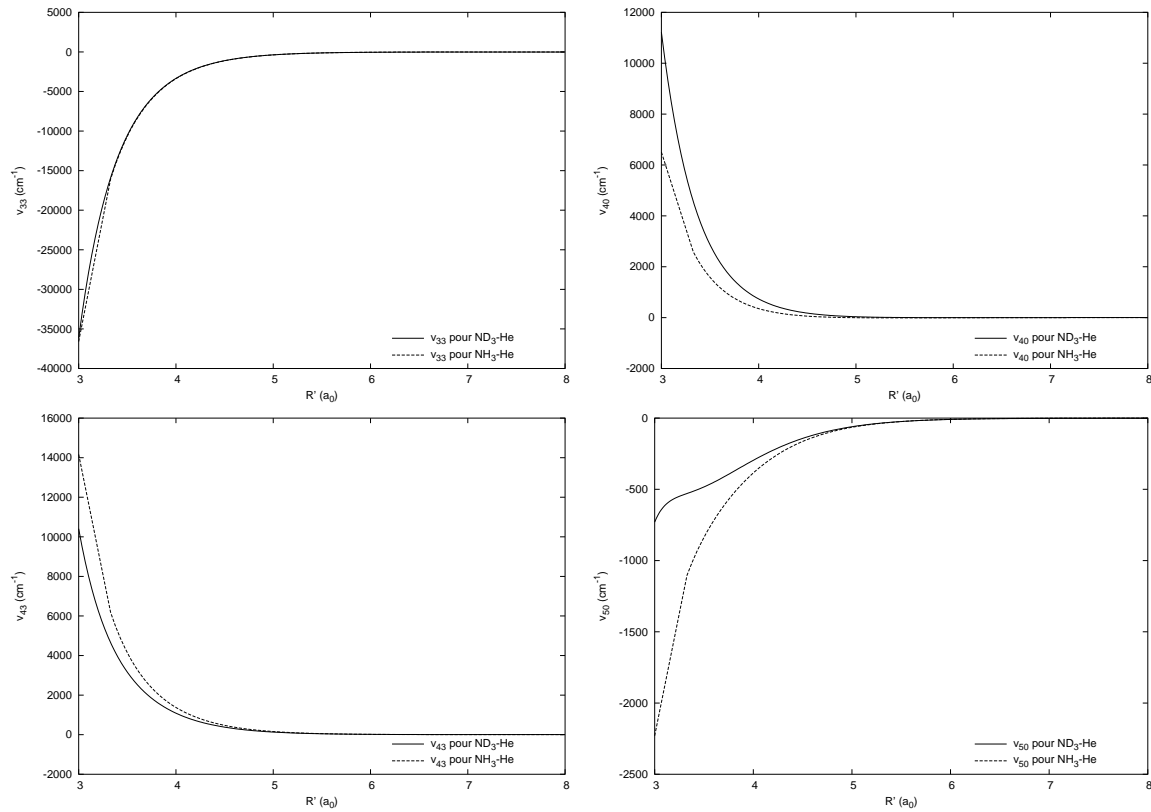 5000
0
-5000
-10000
-15000
-20000
-25000
-30000
-35000
-40000
v33 (cm-1)
3 4 5 6 7 8
R' (a0)
v33 pour ND3-He
v33 pour NH3-He
12000
10000
8000
6000
4000
2000
0
-2000
v40 (cm-1)
3 4 5 6 7 8
R' (a0)
v40 pour ND3-He
v40 pour NH3-He
16000
14000
12000
10000
8000
6000
4000
2000
0
-2000
v43 (cm-1)
3 4 5 6 7 8
R' (a0)
v43 pour ND3-He
v43 pour NH3-He
0
-500
-1000
-1500
-2000
-2500
v50 (cm-1)
3 4 5 6 7 8
R' (a0)
v50 pour ND3-He
v50 pour NH3-He